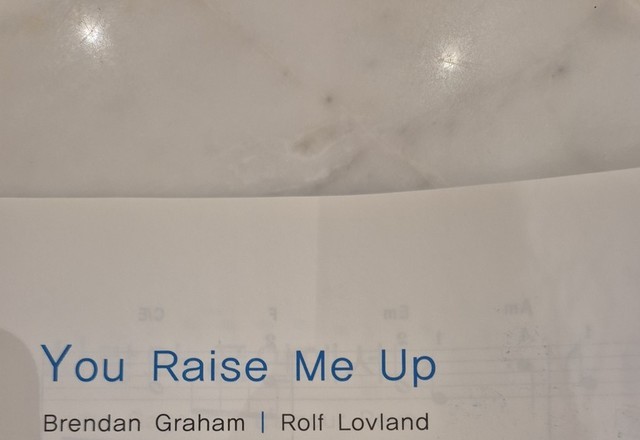 You Raise Me Up
Brendan Graham | Rolf Lovland